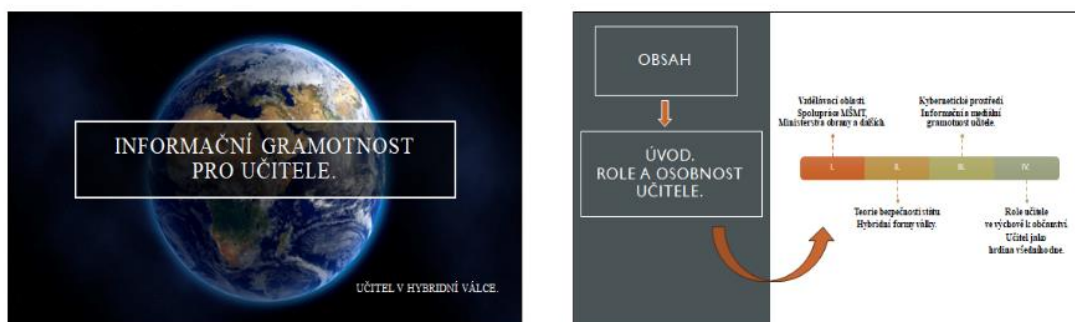 INFORMAČNÍ GRAMOTNOST
PRO UČITELE.
UČITEL V HYBRIDNÍ VÁLCE.
OBSAH
ÚVOD.
ROLE A OSOBNOST
UČITELE.
Vzdělávací oblasti.
Spolupráce MŠMT,
Ministerstva obrany a dalších.
Kybernetické prostředí.
Informační a mediální
gramotnost učitele.
I.
II.
III.
IV.
Teorie bezpečnosti státu.
Hybridní formy války.
Role učitele
ve výchově k občanství.
Učitel jako
hrdina všedního dne.